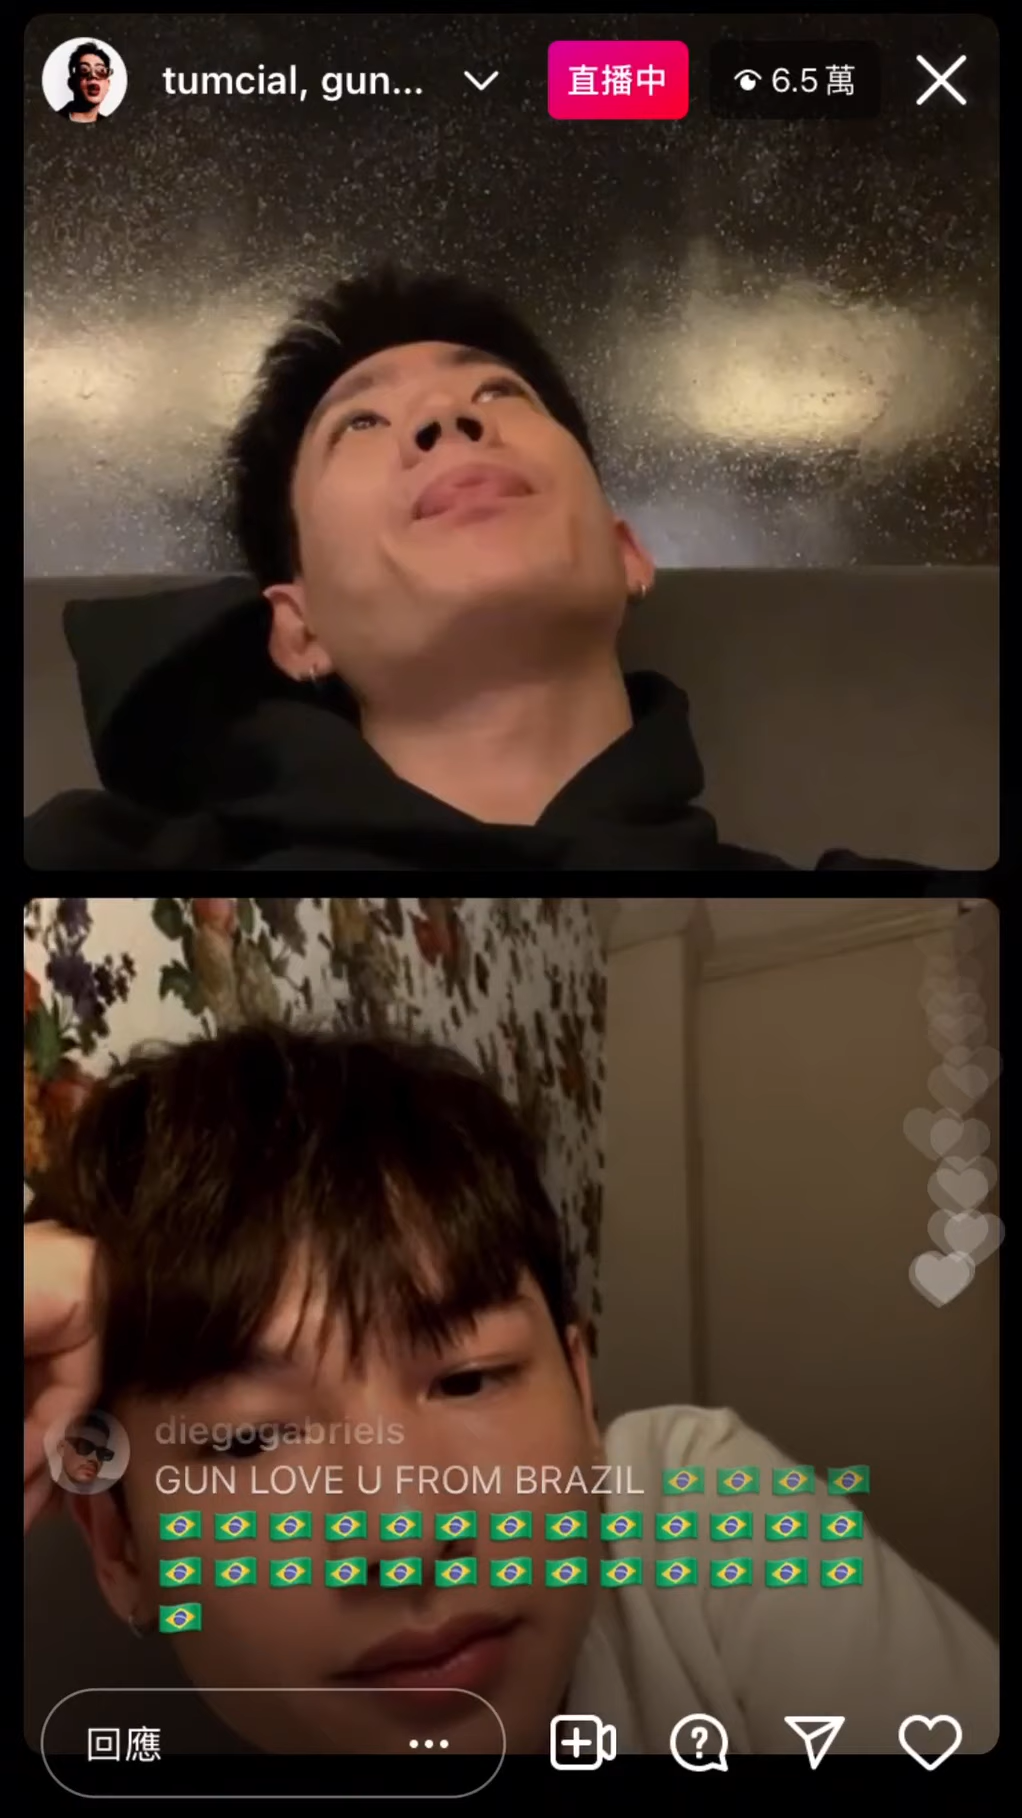 tumcial, gun...
直播中
6.5萬
diegogabriels
GUN LOVE U FROM BRAZIL 🇧🇷🇧🇷🇧🇷🇧🇷
🇧🇷🇧🇷🇧🇷🇧🇷🇧🇷🇧🇷🇧🇷🇧🇷🇧🇷🇧🇷🇧🇷🇧🇷🇧🇷
🇧🇷🇧🇷🇧🇷🇧🇷🇧🇷🇧🇷🇧🇷🇧🇷🇧🇷🇧🇷🇧🇷🇧🇷🇧🇷
🇧🇷
回應